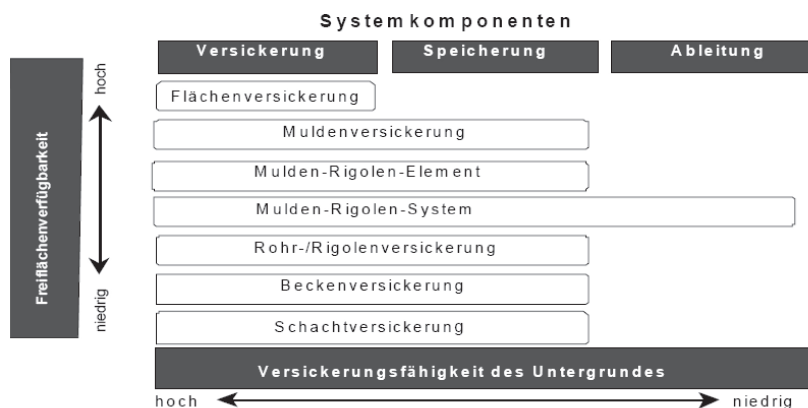 Systemkomponenten
Versickerung
Speicherung
Ableitung
Freiflächenverfügbarkeit
hoch
niedrig
Flächenversickerung
Muldenversickerung
Mulden-Rigolen-Element
Mulden-Rigolen-System
Rohr-/Rigolenversickerung
Beckenversickerung
Schachtversickerung
Versickerungsfähigkeit des Untergrundes
hoch
niedrig